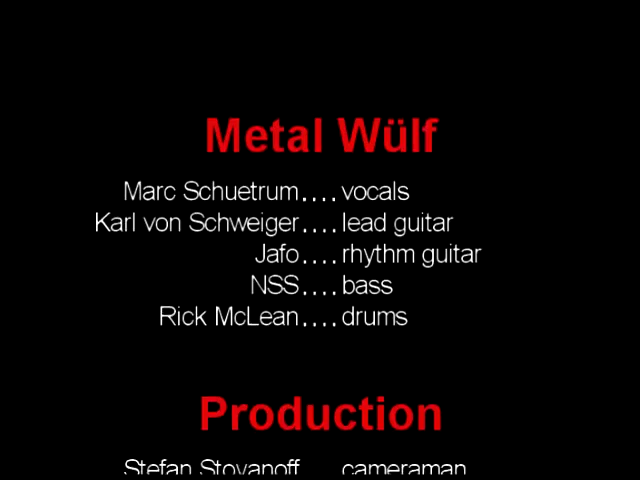 Metal Wülf
Marc Schuetrum....vocals
Karl von Schweiger....lead guitar
Jafo....rhythm guitar
NSS....bass
Rick McLean....drums
Production
Stefan Stoyanoff....cameraman